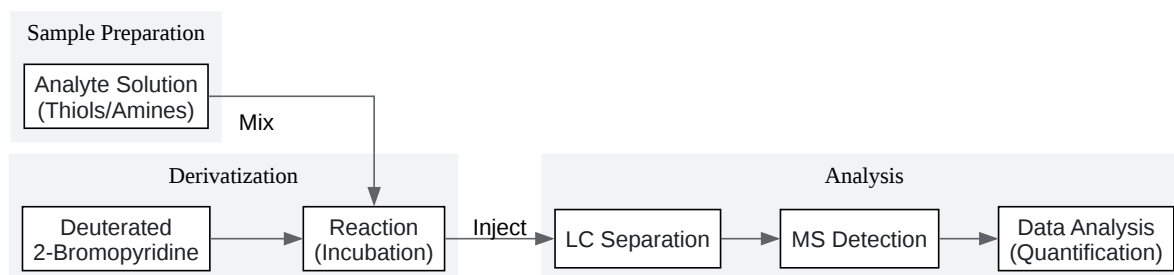 Sample Preparation
Analyte Solution
(Thiols/Amines)
Mix
Derivatization
Deuterated
2-Bromopyridine
Reaction
(Incubation)
Inject
Analysis
LC Separation
MS Detection
Data Analysis
(Quantification)